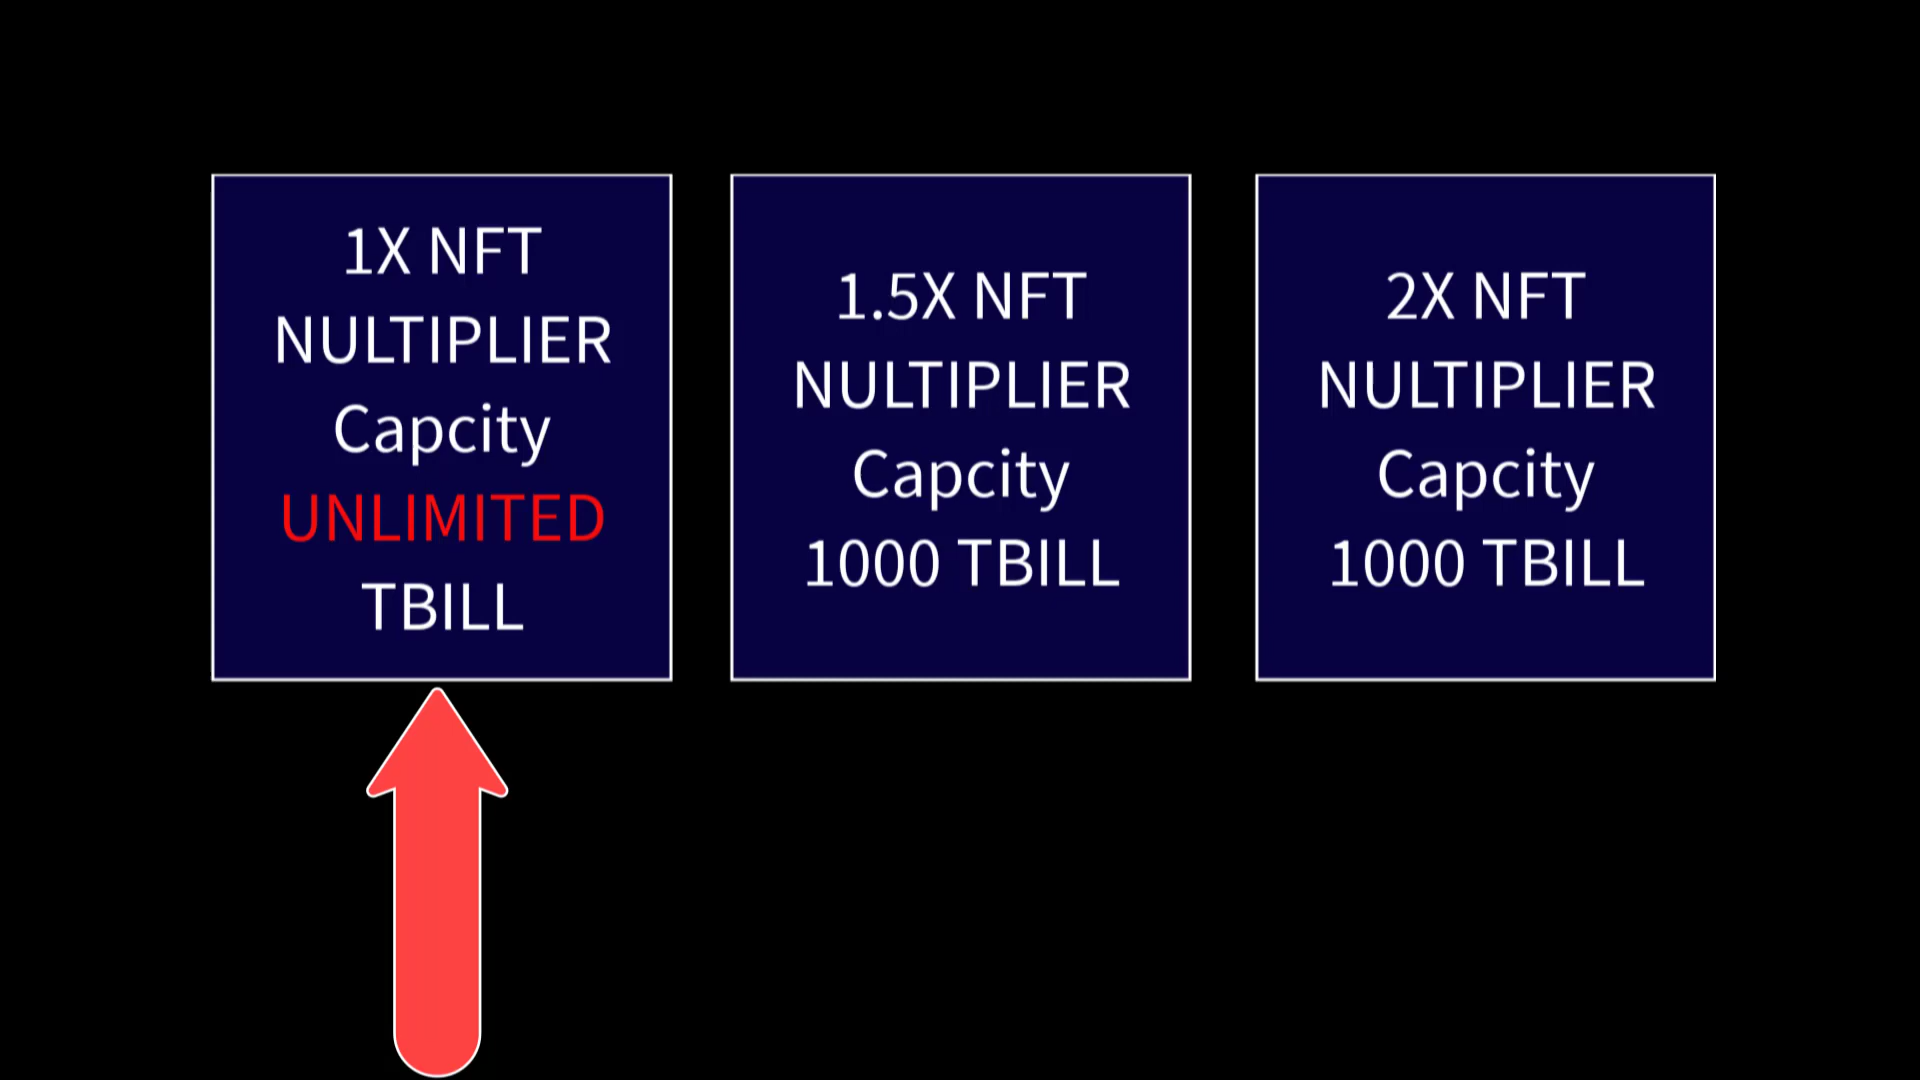 1X NFT
NULTIPLIER
Capcity
UNLIMITED
TBILL
1.5X NFT
NULTIPLIER
Capcity
1000 TBILL
2X NFT
NULTIPLIER
Capcity
1000 TBILL